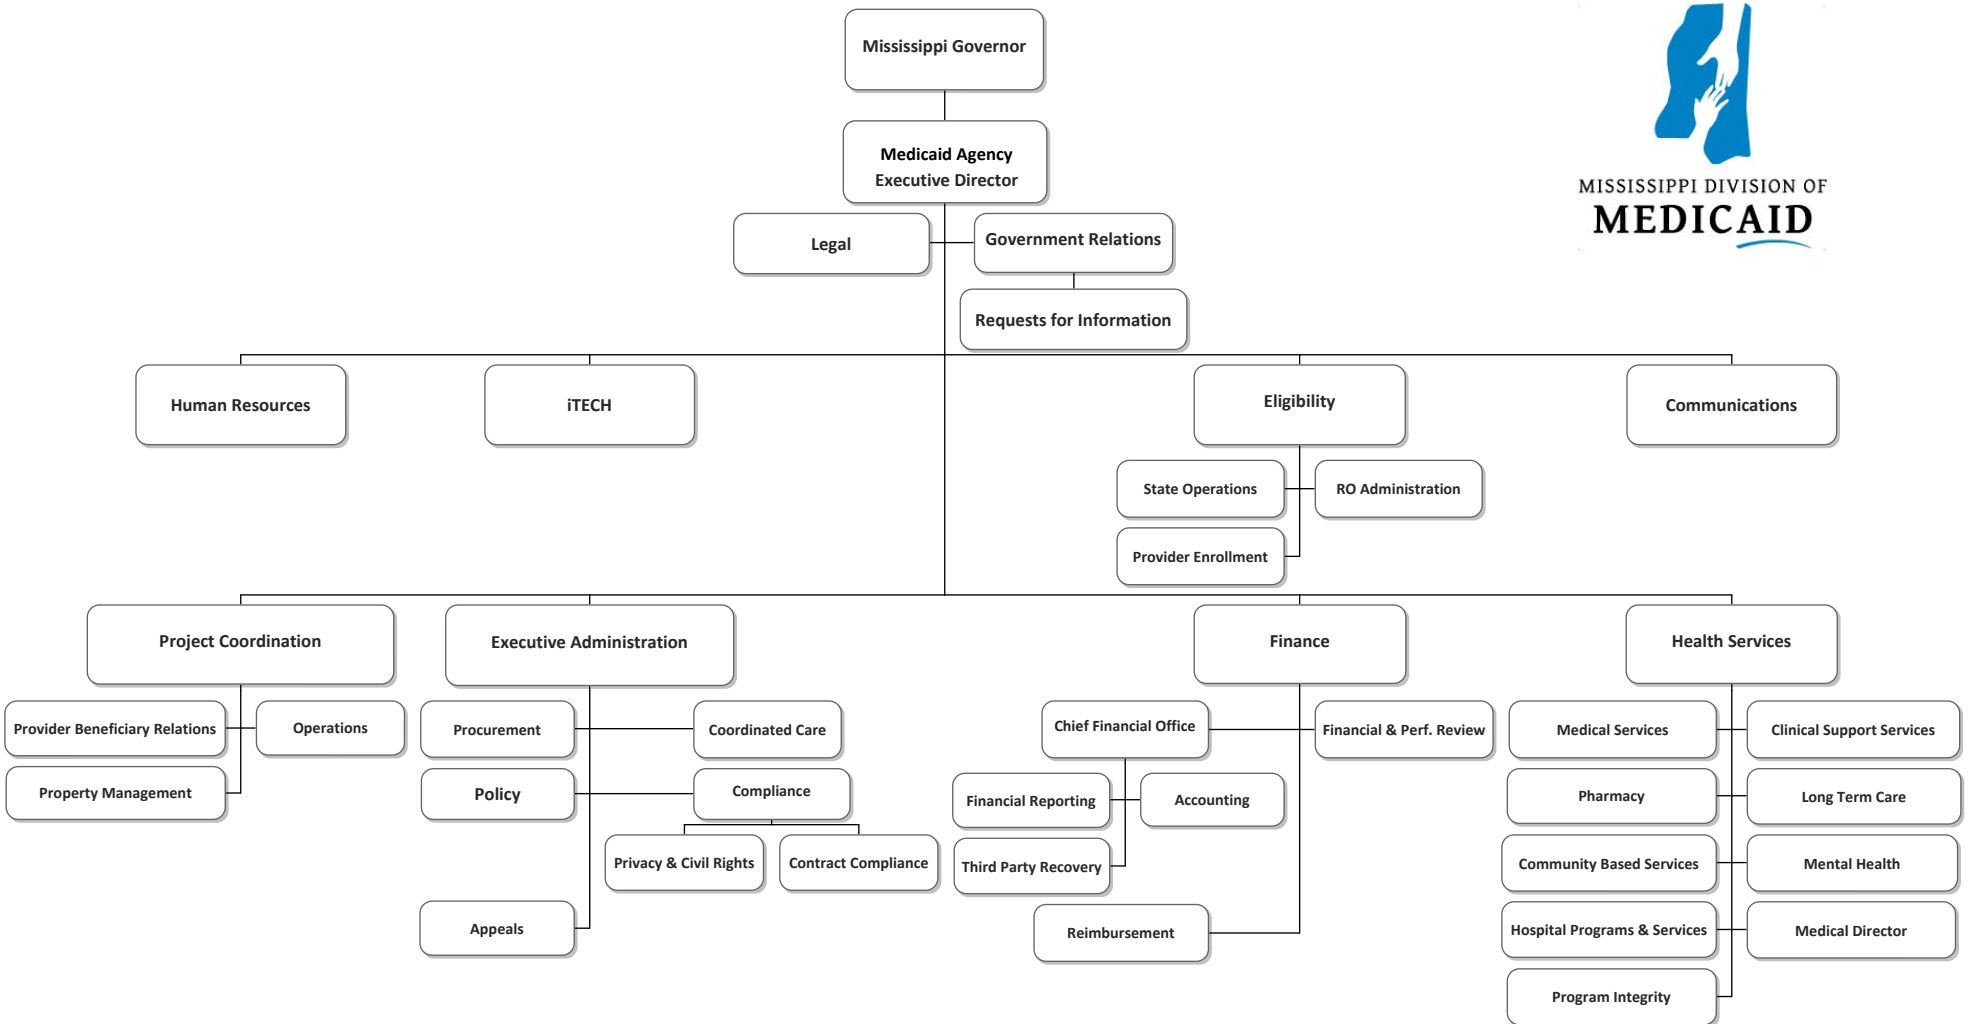 Mississippi Governor
MISSISSIPPI DIVISION OF
MEDICAID
Medicaid Agency
Executive Director
Legal
Government Relations
Requests for Information
Human Resources
iTECH
Eligibility
Communications
State Operations
RO Administration
Provider Enrollment
Project Coordination
Executive Administration
Finance
Health Services
Provider Beneficiary Relations
Operations
Property Management
Procurement
Coordinated Care
Policy
Compliance
Privacy & Civil Rights
Contract Compliance
Appeals
Chief Financial Office
Financial & Perf. Review
Financial Reporting
Accounting
Third Party Recovery
Reimbursement
Medical Services
Clinical Support Services
Pharmacy
Long Term Care
Community Based Services
Mental Health
Hospital Programs & Services
Medical Director
Program Integrity